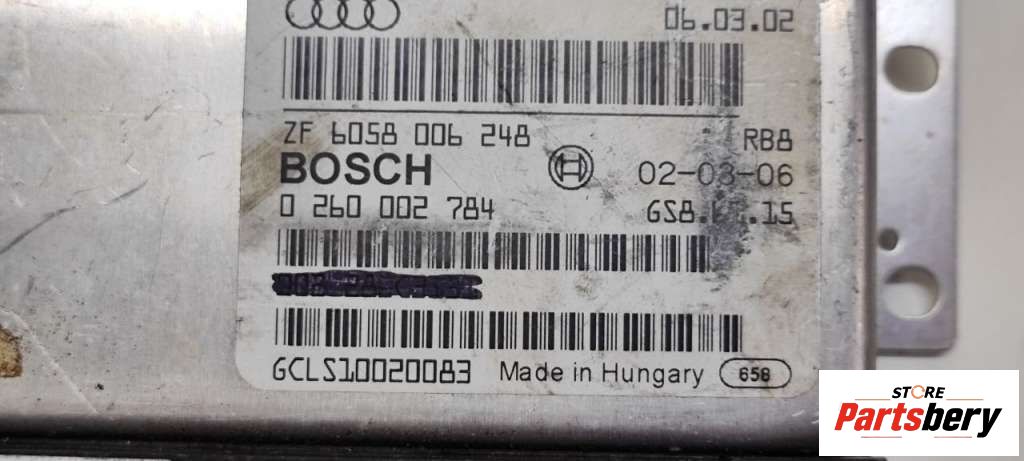 06.03.02
ZF 6058 006 248 RB8
BOSCH 02-03-06
0 260 002 784
GCLS10020083 Made in Hungary 658
STORE
Partsbery